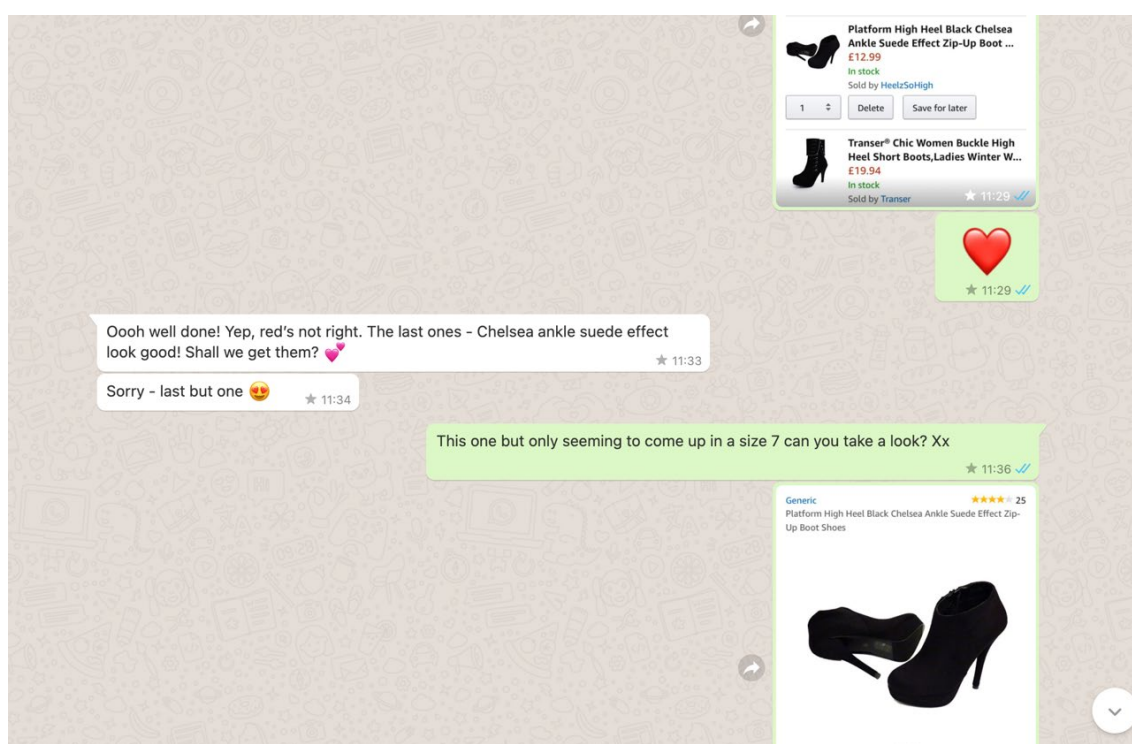 Platform High Heel Black Chelsea
Ankle Suede Effect Zip-Up Boot ...
£12.99
In stock
Sold by HeelzSoHigh
1
Delete
Save for later
Transer® Chic Women Buckle High
Heel Short Boots,Ladies Winter W...
£19.94
In stock
Sold by Transer
11:29
11:29
Oooh well done! Yep, red’s not right. The last ones - Chelsea ankle suede effect
look good! Shall we get them? 💕
11:33
Sorry - last but one 😍
11:34
This one but only seeming to come up in a size 7 can you take a look? Xx
11:36
Generic
25
Platform High Heel Black Chelsea Ankle Suede Effect Zip-
Up Boot Shoes